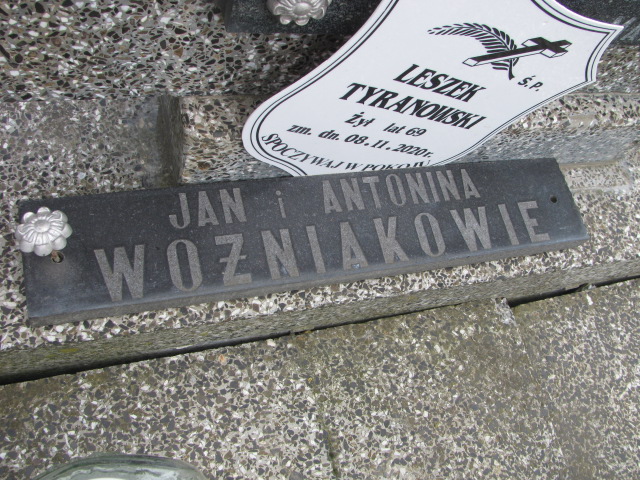 Ś.P.
LESZEK
TYRANOWSKI
Żył lat 69
zm. dn. 08.11.2020r.
SPOCZYWAJ W POKOJU
JAN i ANTONINA
WOŹNIAKOWIE